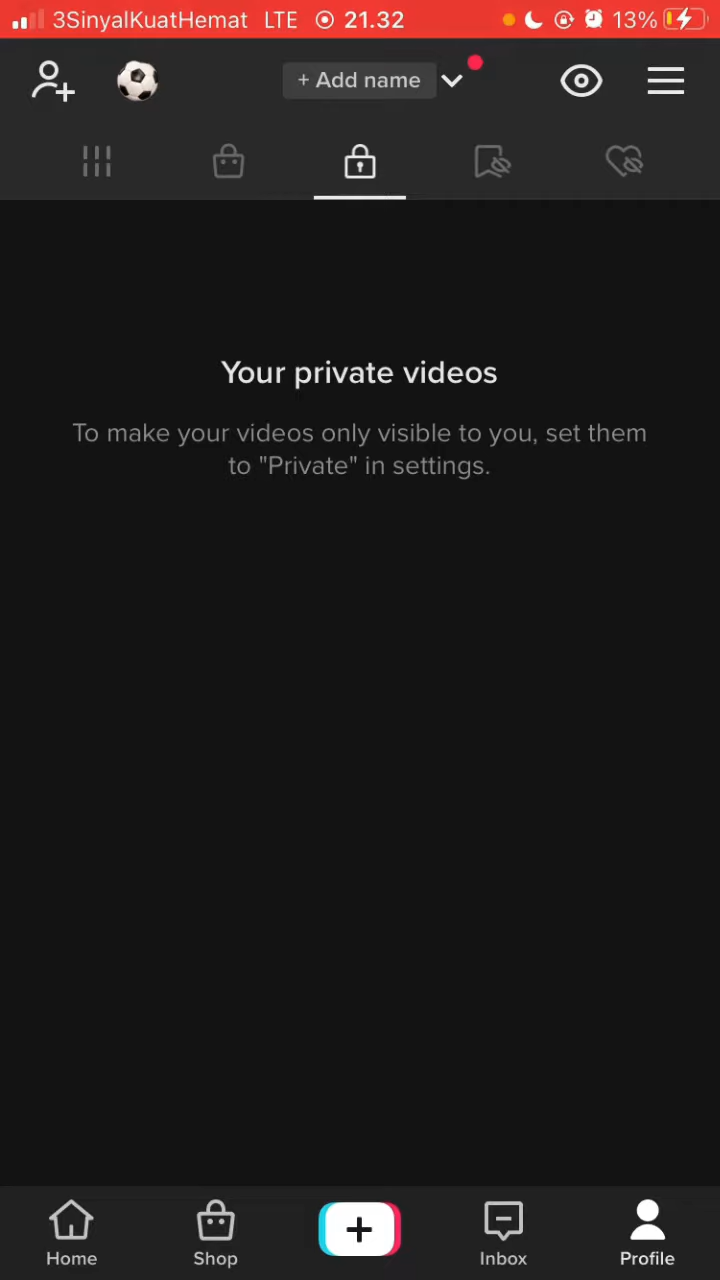 3SinyalKuatHemat LTE 21.32 13%
+ Add name
Your private videos
To make your videos only visible to you, set them
to "Private" in settings.
Home Shop Inbox Profile